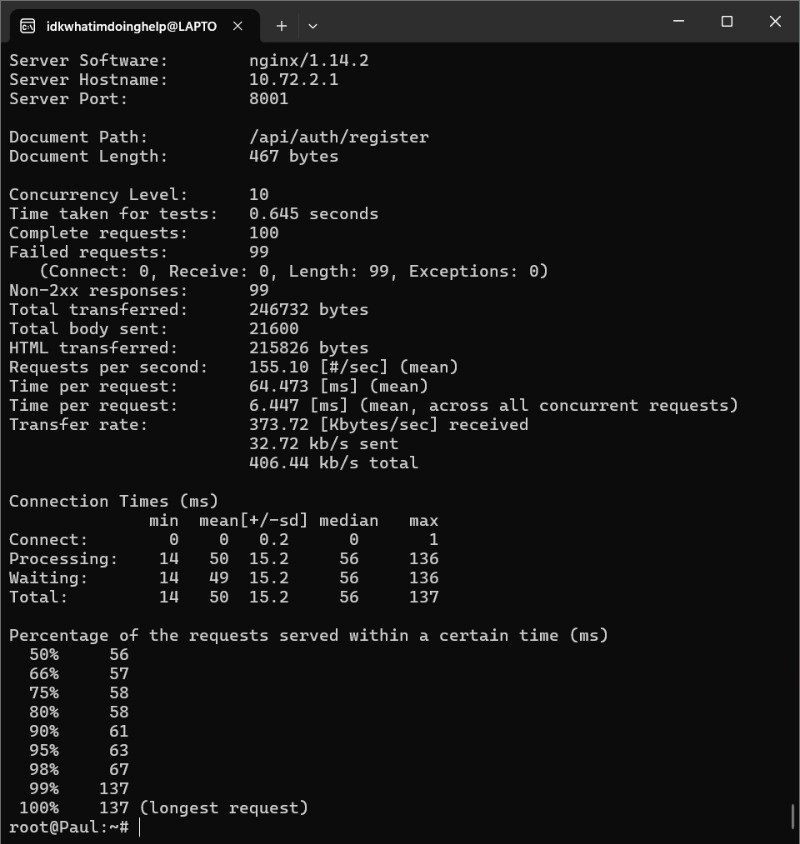 idkwhatimdoinghelp@LAPTO
Server Software:        nginx/1.14.2
Server Hostname:        10.72.2.1
Server Port:            8001
Document Path:          /api/auth/register
Document Length:        467 bytes
Concurrency Level:      10
Time taken for tests:   0.645 seconds
Complete requests:      100
Failed requests:        99
   (Connect: 0, Receive: 0, Length: 99, Exceptions: 0)
Non-2xx responses:      99
Total transferred:      246732 bytes
Total body sent:        21600
HTML transferred:       215826 bytes
Requests per second:    155.10 [#/sec] (mean)
Time per request:       64.473 [ms] (mean)
Time per request:       6.447 [ms] (mean, across all concurrent requests)
Transfer rate:          373.72 [Kbytes/sec] received
                        32.72 kb/s sent
                        406.44 kb/s total
Connection Times (ms)
              min  mean[+/-sd] median   max
Connect:        0    0   0.2      0       1
Processing:    14   50  15.2     56     136
Waiting:       14   49  15.2     56     136
Total:         14   50  15.2     56     137
Percentage of the requests served within a certain time (ms)
  50%     56
  66%     57
  75%     58
  80%     58
  90%     61
  95%     63
  98%     67
  99%    137
 100%    137 (longest request)
root@Paul:~#